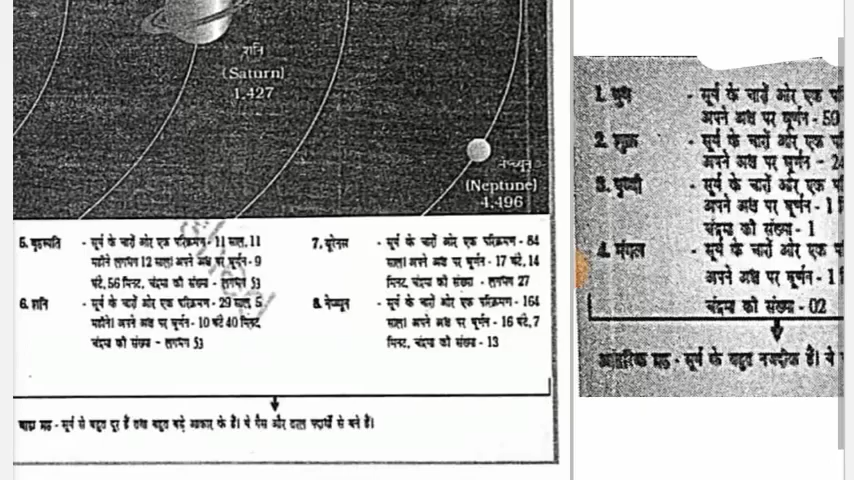 शनि
(Saturn)
1,427
नेप्च्यून
(Neptune)
4,496
5. बृहस्पति - सूर्य के चारों ओर एक परिक्रमण - 11 साल, 11
महीने लगभग 12 साल। अपने अक्ष पर घूर्णन - 9
घंटे, 56 मिनट, चंद्रमा की संख्या - लगभग 53
6. शनि - सूर्य के चारों ओर एक परिक्रमण - 29 साल, 5
महीने। अपने अक्ष पर घूर्णन - 10 घंटे 40 मिनट
चंद्रमा की संख्या - लगभग 53
7. यूरेनस - सूर्य के चारों ओर एक परिक्रमण - 84
साल। अपने अक्ष पर घूर्णन - 17 घंटे, 14
मिनट, चंद्रमा की संख्या - लगभग 27
8. नेप्च्यून - सूर्य के चारों ओर एक परिक्रमण - 164
साल। अपने अक्ष पर घूर्णन - 16 घंटे, 7
मिनट, चंद्रमा की संख्या - 13
बाह्य ग्रह - सूर्य से बहुत दूर हैं तथा बहुत बड़े आकार के हैं। ये गैस और तरल पदार्थों से बने हैं।
1. बुध - सूर्य के चारों ओर एक
अपने अक्ष पर घूर्णन - 59
2. शुक्र - सूर्य के चारों ओर एक
अपने अक्ष पर घूर्णन - 24
3. पृथ्वी - सूर्य के चारों ओर एक
अपने अक्ष पर घूर्णन - 1
चंद्रमा की संख्या - 1
4. मंगल - सूर्य के चारों ओर एक
अपने अक्ष पर घूर्णन - 1
चंद्रमा की संख्या - 02
आंतरिक ग्रह - सूर्य के बहुत नजदीक हैं। ये